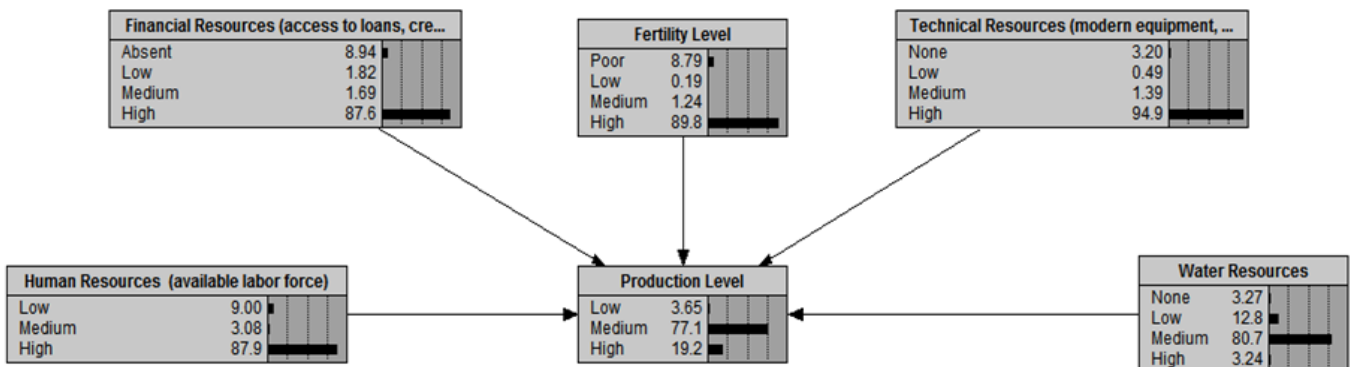 Financial Resources (access to loans, cre...
Absent 8.94
Low 1.82
Medium 1.69
High 87.6
Fertility Level
Poor 8.79
Low 0.19
Medium 1.24
High 89.8
Technical Resources (modern equipment, ...
None 3.20
Low 0.49
Medium 1.39
High 94.9
Human Resources (available labor force)
Low 9.00
Medium 3.08
High 87.9
Production Level
Low 3.65
Medium 77.1
High 19.2
Water Resources
None 3.27
Low 12.8
Medium 80.7
High 3.24